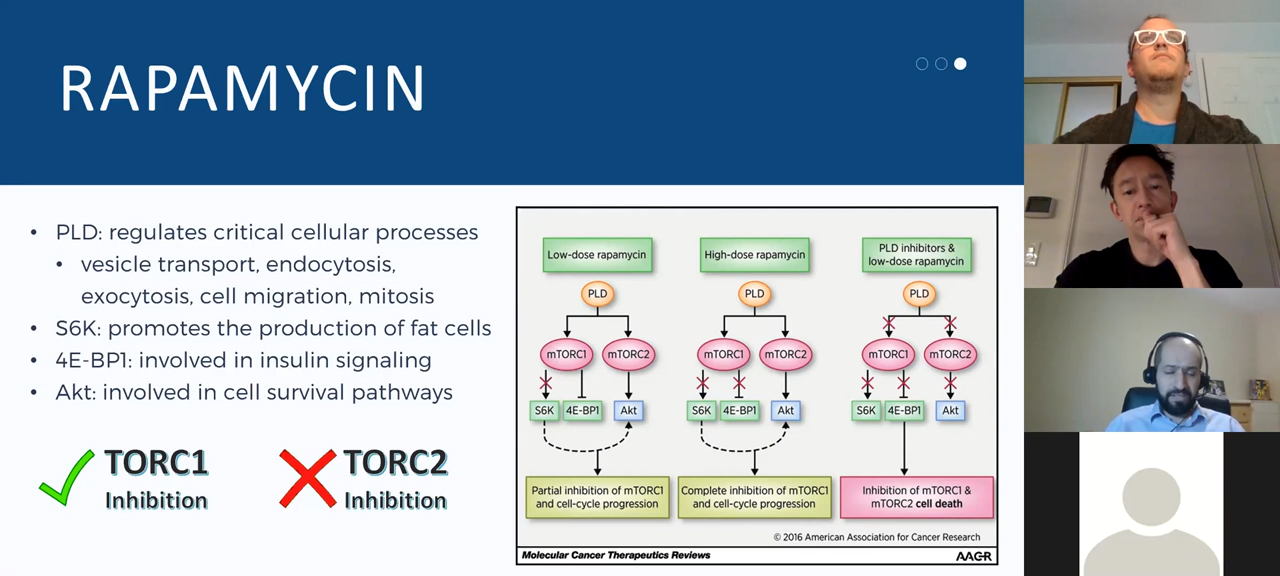 RAPAMYCIN
• PLD: regulates critical cellular processes
• vesicle transport, endocytosis,
exocytosis, cell migration, mitosis
• S6K: promotes the production of fat cells
• 4E-BP1: involved in insulin signaling
• Akt: involved in cell survival pathways
TORC1
Inhibition
TORC2
Inhibition
Low-dose rapamycin
PLD
mTORC1
mTORC2
S6K
4E-BP1
Akt
Partial inhibition of mTORC1
and cell-cycle progression
High-dose rapamycin
PLD
mTORC1
mTORC2
S6K
4E-BP1
Akt
Complete inhibition of mTORC1
and cell-cycle progression
PLD inhibitors &
low-dose rapamycin
PLD
mTORC1
mTORC2
S6K
4E-BP1
Akt
Inhibition of mTORC1 &
mTORC2 cell death
© 2016 American Association for Cancer Research
Molecular Cancer Therapeutics Reviews
AACR